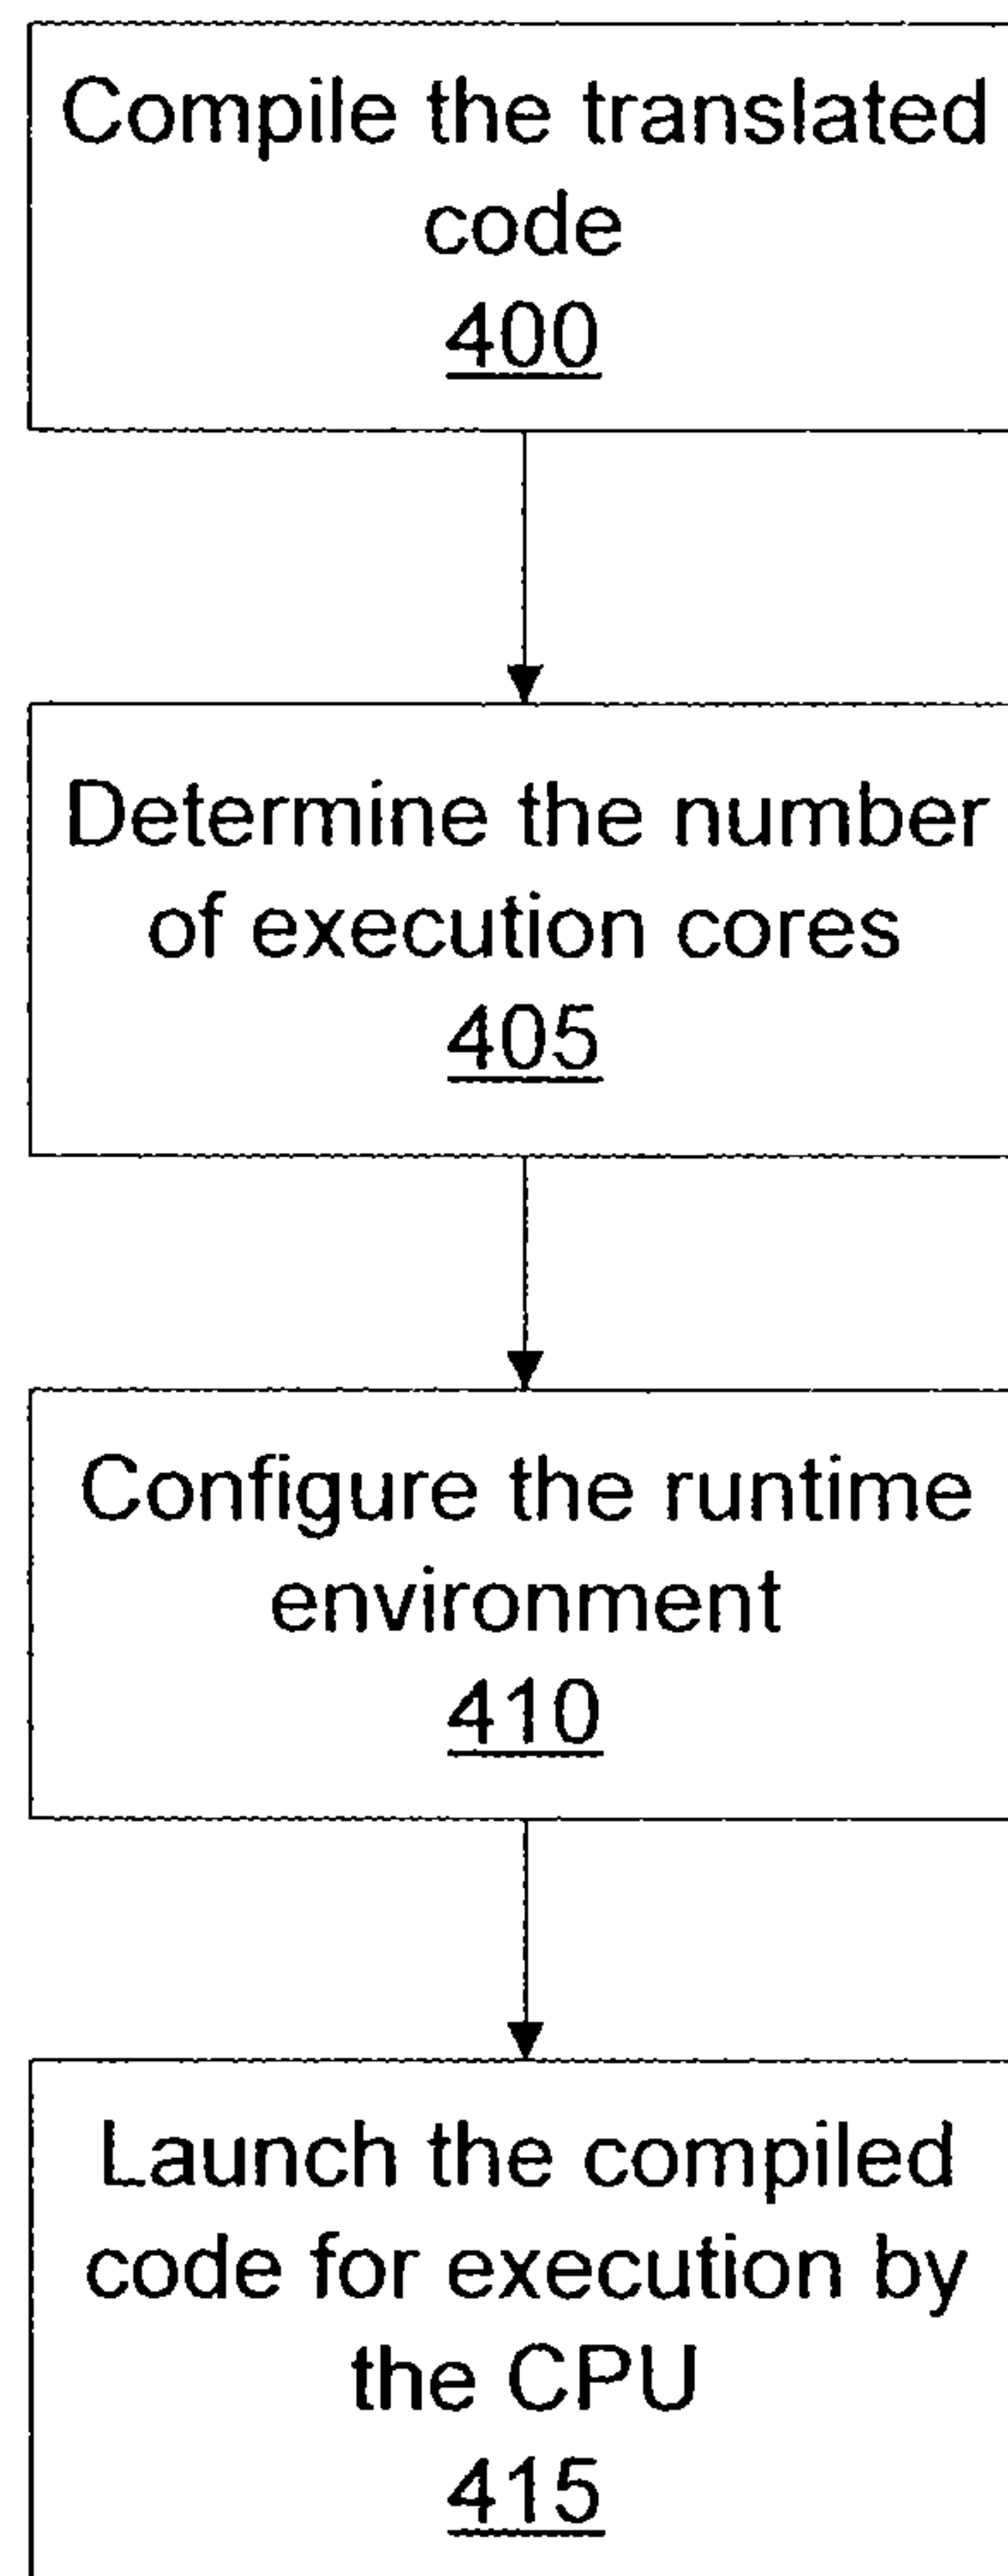 Compile the translated
code
400
Determine the number
of execution cores
405
Configure the runtime
environment
410
Launch the compiled
code for execution by
the CPU
415